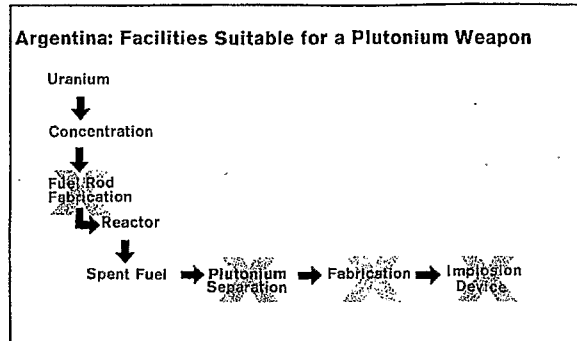 Argentina: Facilities Suitable for a Plutonium Weapon
Uranium
Concentration
Fuel Rod
Fabrication
Reactor
Spent Fuel
Plutonium
Separation
Fabrication
Implosion
Device